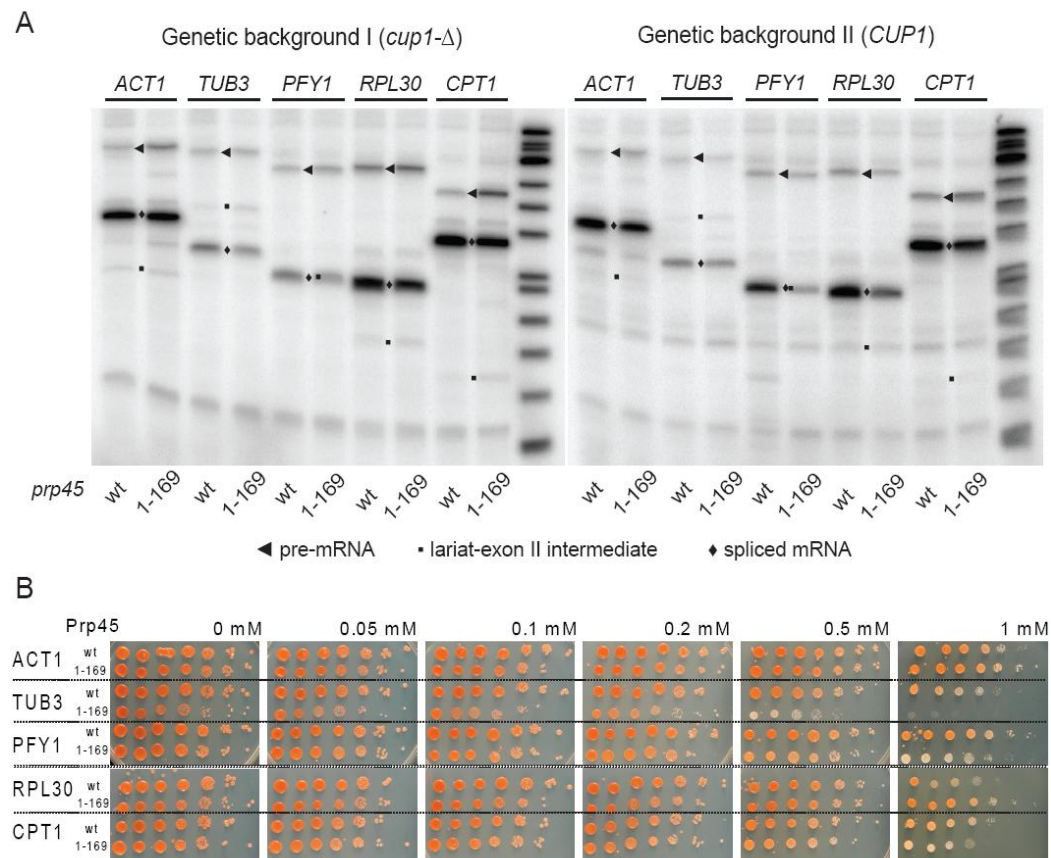 A
Genetic background I (cup1-Δ)
Genetic background II (CUP1)
ACT1 TUB3 PFY1 RPL30 CPT1
ACT1 TUB3 PFY1 RPL30 CPT1
prp45 wt 1-169 wt 1-169 wt 1-169 wt 1-169 wt 1-169
wt 1-169 wt 1-169 wt 1-169 wt 1-169 wt 1-169
◄ pre-mRNA ▪ lariat-exon II intermediate ♦ spliced mRNA
B
Prp45 0 mM 0.05 mM 0.1 mM 0.2 mM 0.5 mM 1 mM
ACT1 wt
1-169
TUB3 wt
1-169
PFY1 wt
1-169
RPL30 wt
1-169
CPT1 wt
1-169